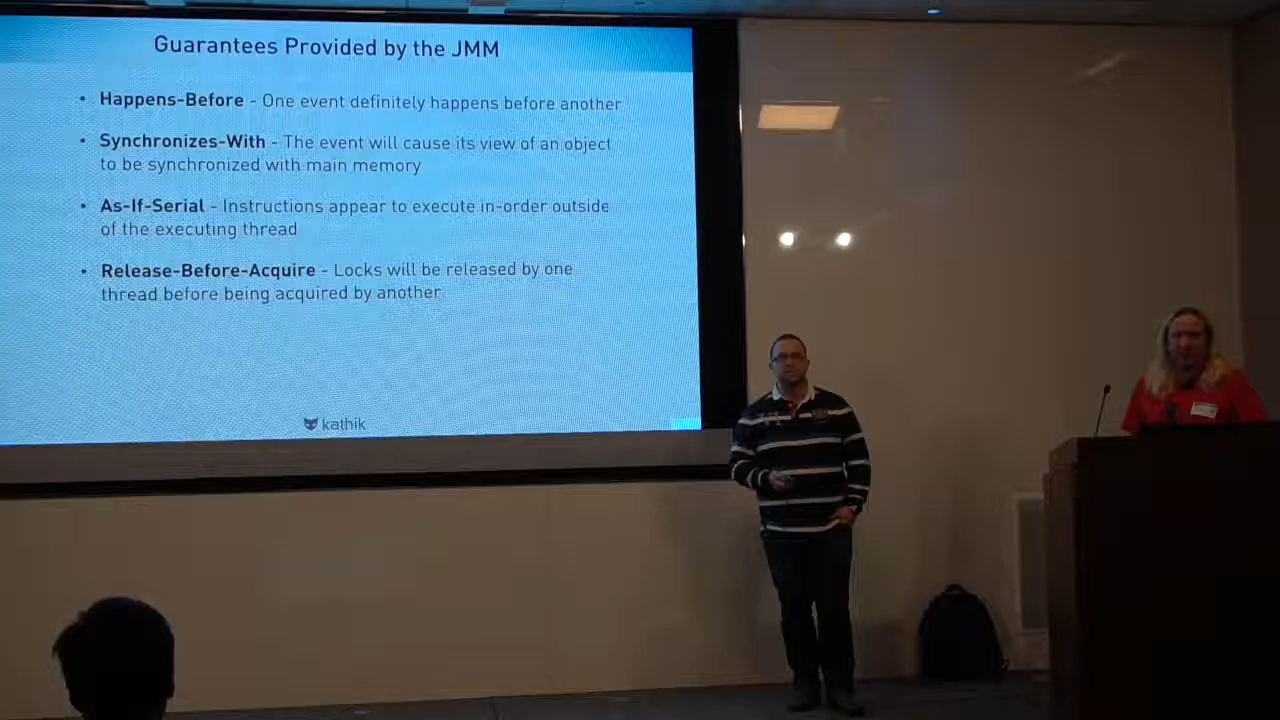 Guarantees Provided by the JMM
• Happens-Before - One event definitely happens before another
• Synchronizes-With - The event will cause its view of an object
to be synchronized with main memory
• As-If-Serial - Instructions appear to execute in-order outside
of the executing thread
• Release-Before-Acquire - Locks will be released by one
thread before being acquired by another
kathik